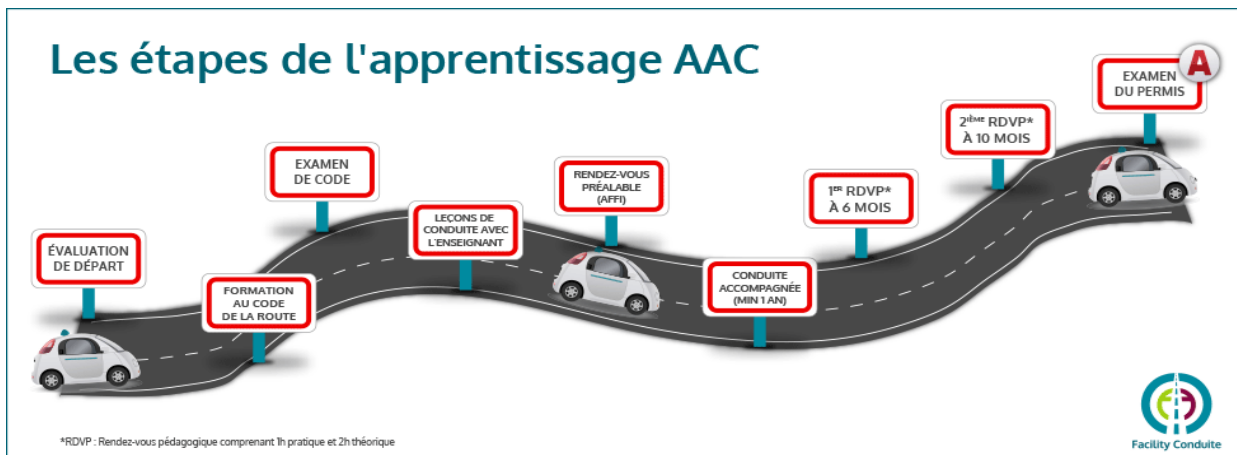 Les étapes de l'apprentissage AAC
ÉVALUATION
DE DÉPART
FORMATION
AU CODE
DE LA ROUTE
EXAMEN
DE CODE
LEÇONS DE
CONDUITE AVEC
L'ENSEIGNANT
RENDEZ-VOUS
PRÉALABLE
(AFFI)
CONDUITE
ACCOMPAGNÉE
(MIN 1 AN)
1ER RDVP*
À 6 MOIS
2IÈME RDVP*
À 10 MOIS
EXAMEN
DU PERMIS
A
*RDVP : Rendez-vous pédagogique comprenant 1h pratique et 2h théorique
Facility Conduite